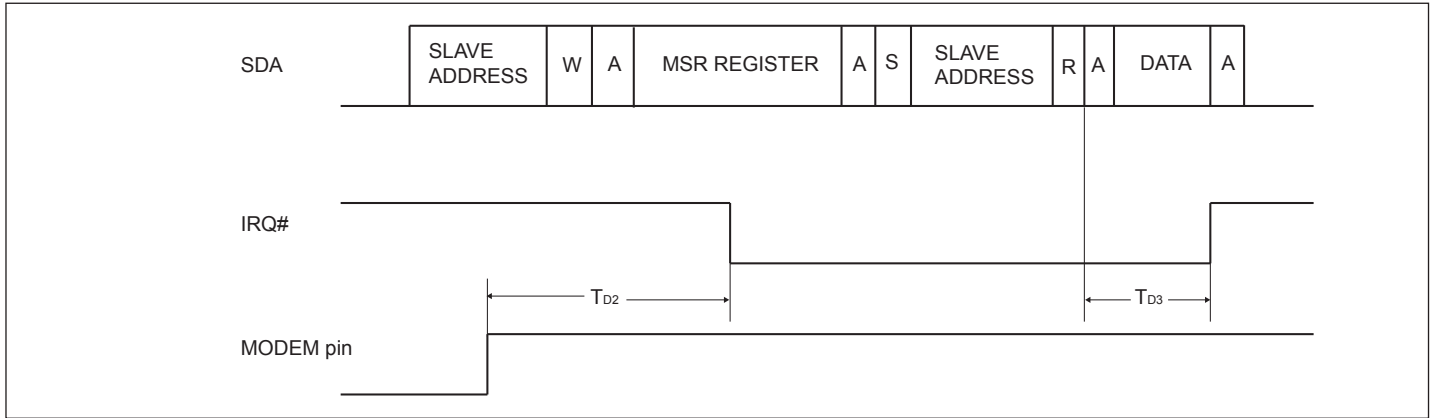 SDA
SLAVE ADDRESS W A MSR REGISTER A S SLAVE ADDRESS R A DATA A
IRQ#
TD2
TD3
MODEM pin